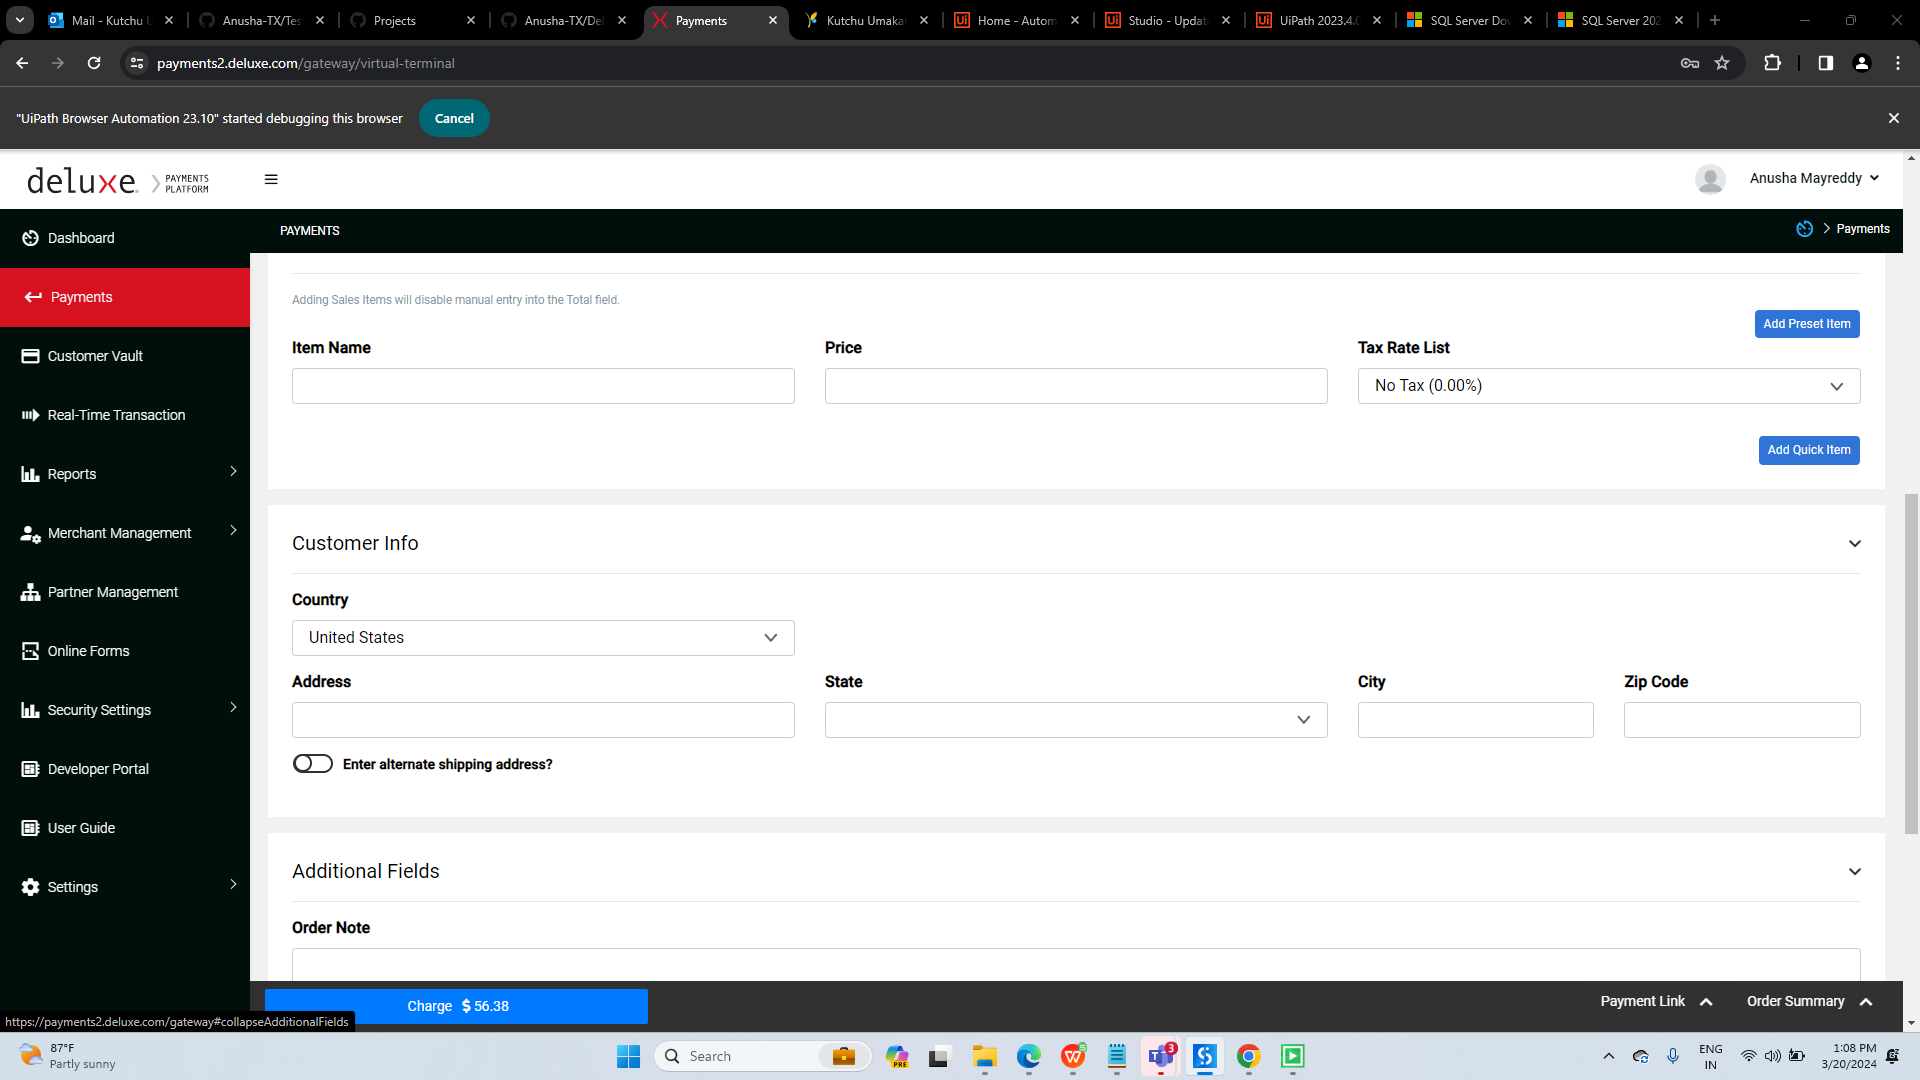 Mail - Kutchu U
Anusha-TX/Tes
Projects
Anusha-TX/Del
Payments
Kutchu Umakan
Home - Autom
Studio - Updat
UiPath 2023.4.0
SQL Server Do
SQL Server 202
payments2.deluxe.com/gateway/virtual-terminal
"UiPath Browser Automation 23.10" started debugging this browser
Cancel
deluxe.
PAYMENTS
PLATFORM
Anusha Mayreddy
Dashboard
Payments
Customer Vault
Real-Time Transaction
Reports
Merchant Management
Partner Management
Online Forms
Security Settings
Developer Portal
User Guide
Settings
PAYMENTS
Payments
Adding Sales Items will disable manual entry into the Total field.
Add Preset Item
Item Name
Price
Tax Rate List
No Tax (0.00%)
Add Quick Item
Customer Info
Country
United States
Address
State
City
Zip Code
Enter alternate shipping address?
Additional Fields
Order Note
Charge $ 56.38
Payment Link
Order Summary
https://payments2.deluxe.com/gateway#collapseAdditionalFields
87°F
Partly sunny
Search
PRE
3
ENG
IN
1:08 PM
3/20/2024